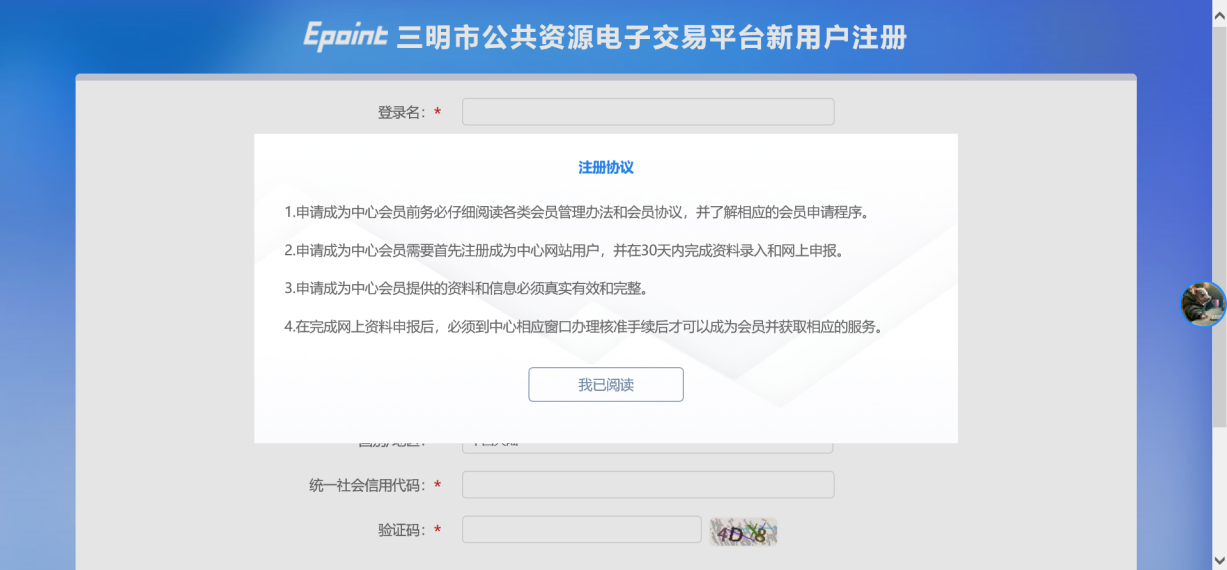 Epoint 三明市公共资源电子交易平台新用户注册
登录名：*
注册协议
1.申请成为中心会员前务必仔细阅读各类会员管理办法和会员协议，并了解相应的会员申请程序。
2.申请成为中心会员需要首先注册成为中心网站用户，并在30天内完成资料录入和网上申报。
3.申请成为中心会员提供的资料和信息必须真实有效和完整。
4.在完成网上资料申报后，必须到中心相应窗口办理核准手续后才可以成为会员并获取相应的服务。
我已阅读
统一社会信用代码：*
验证码：*